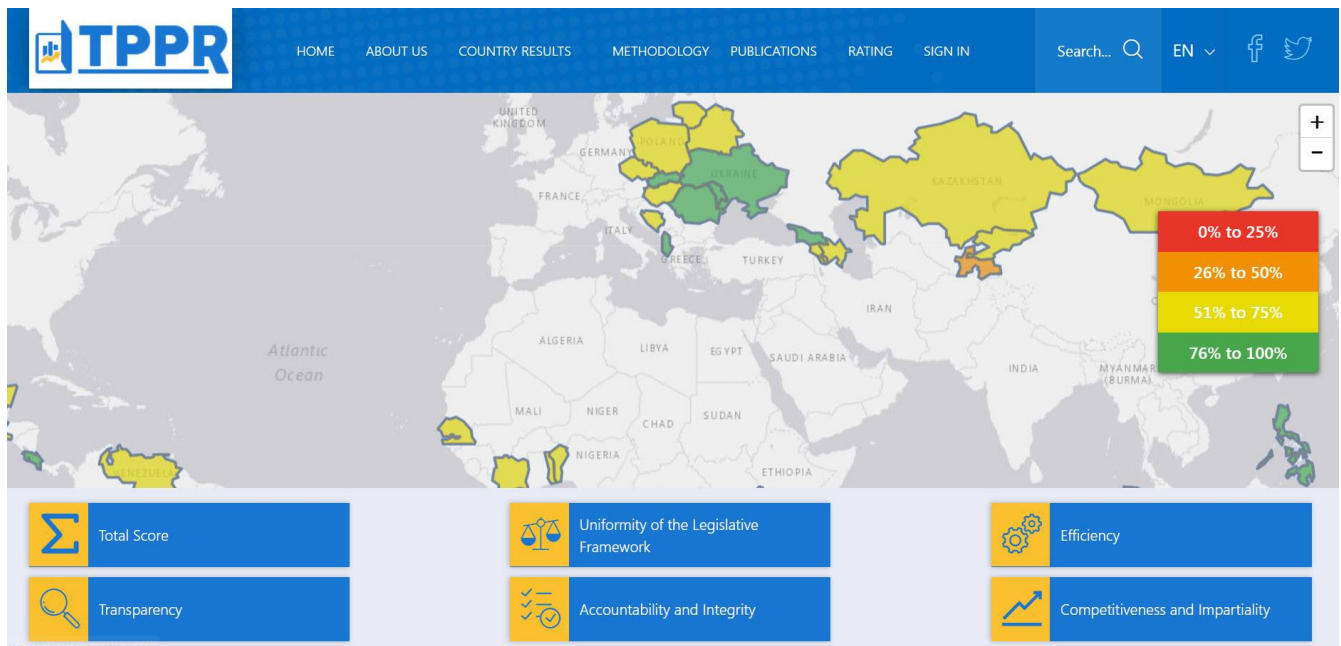 TPPR
HOME
ABOUT US
COUNTRY RESULTS
METHODOLOGY
PUBLICATIONS
RATING
SIGN IN
Search...
EN
UNITED
KINGDOM
GERMANY
POLAND
UKRAINE
FRANCE
ITALY
GREECE
TURKEY
KAZAKHSTAN
MONGOLIA
IRAN
ALGERIA
LIBYA
EGYPT
SAUDI ARABIA
INDIA
MYANMAR
(BURMA)
MALI
NIGER
CHAD
SUDAN
NIGERIA
ETHIOPIA
VENEZUELA
Atlantic
Ocean
+
−
0% to 25%
26% to 50%
51% to 75%
76% to 100%
Total Score
Uniformity of the Legislative
Framework
Efficiency
Transparency
Accountability and Integrity
Competitiveness and Impartiality